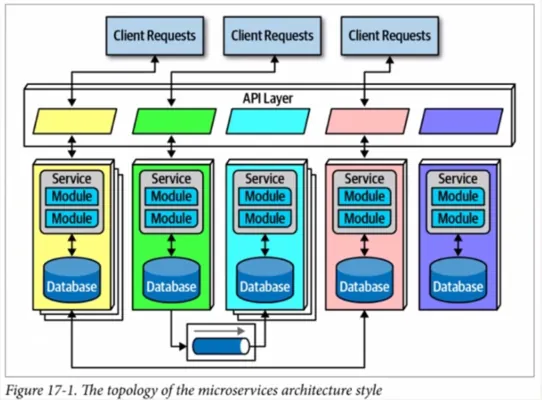 Client Requests
Client Requests
Client Requests
API Layer
Service
Module
Module
Database
Service
Module
Module
Database
Service
Module
Module
Database
Service
Module
Module
Database
Service
Module
Module
Database
Figure 17-1. The topology of the microservices architecture style